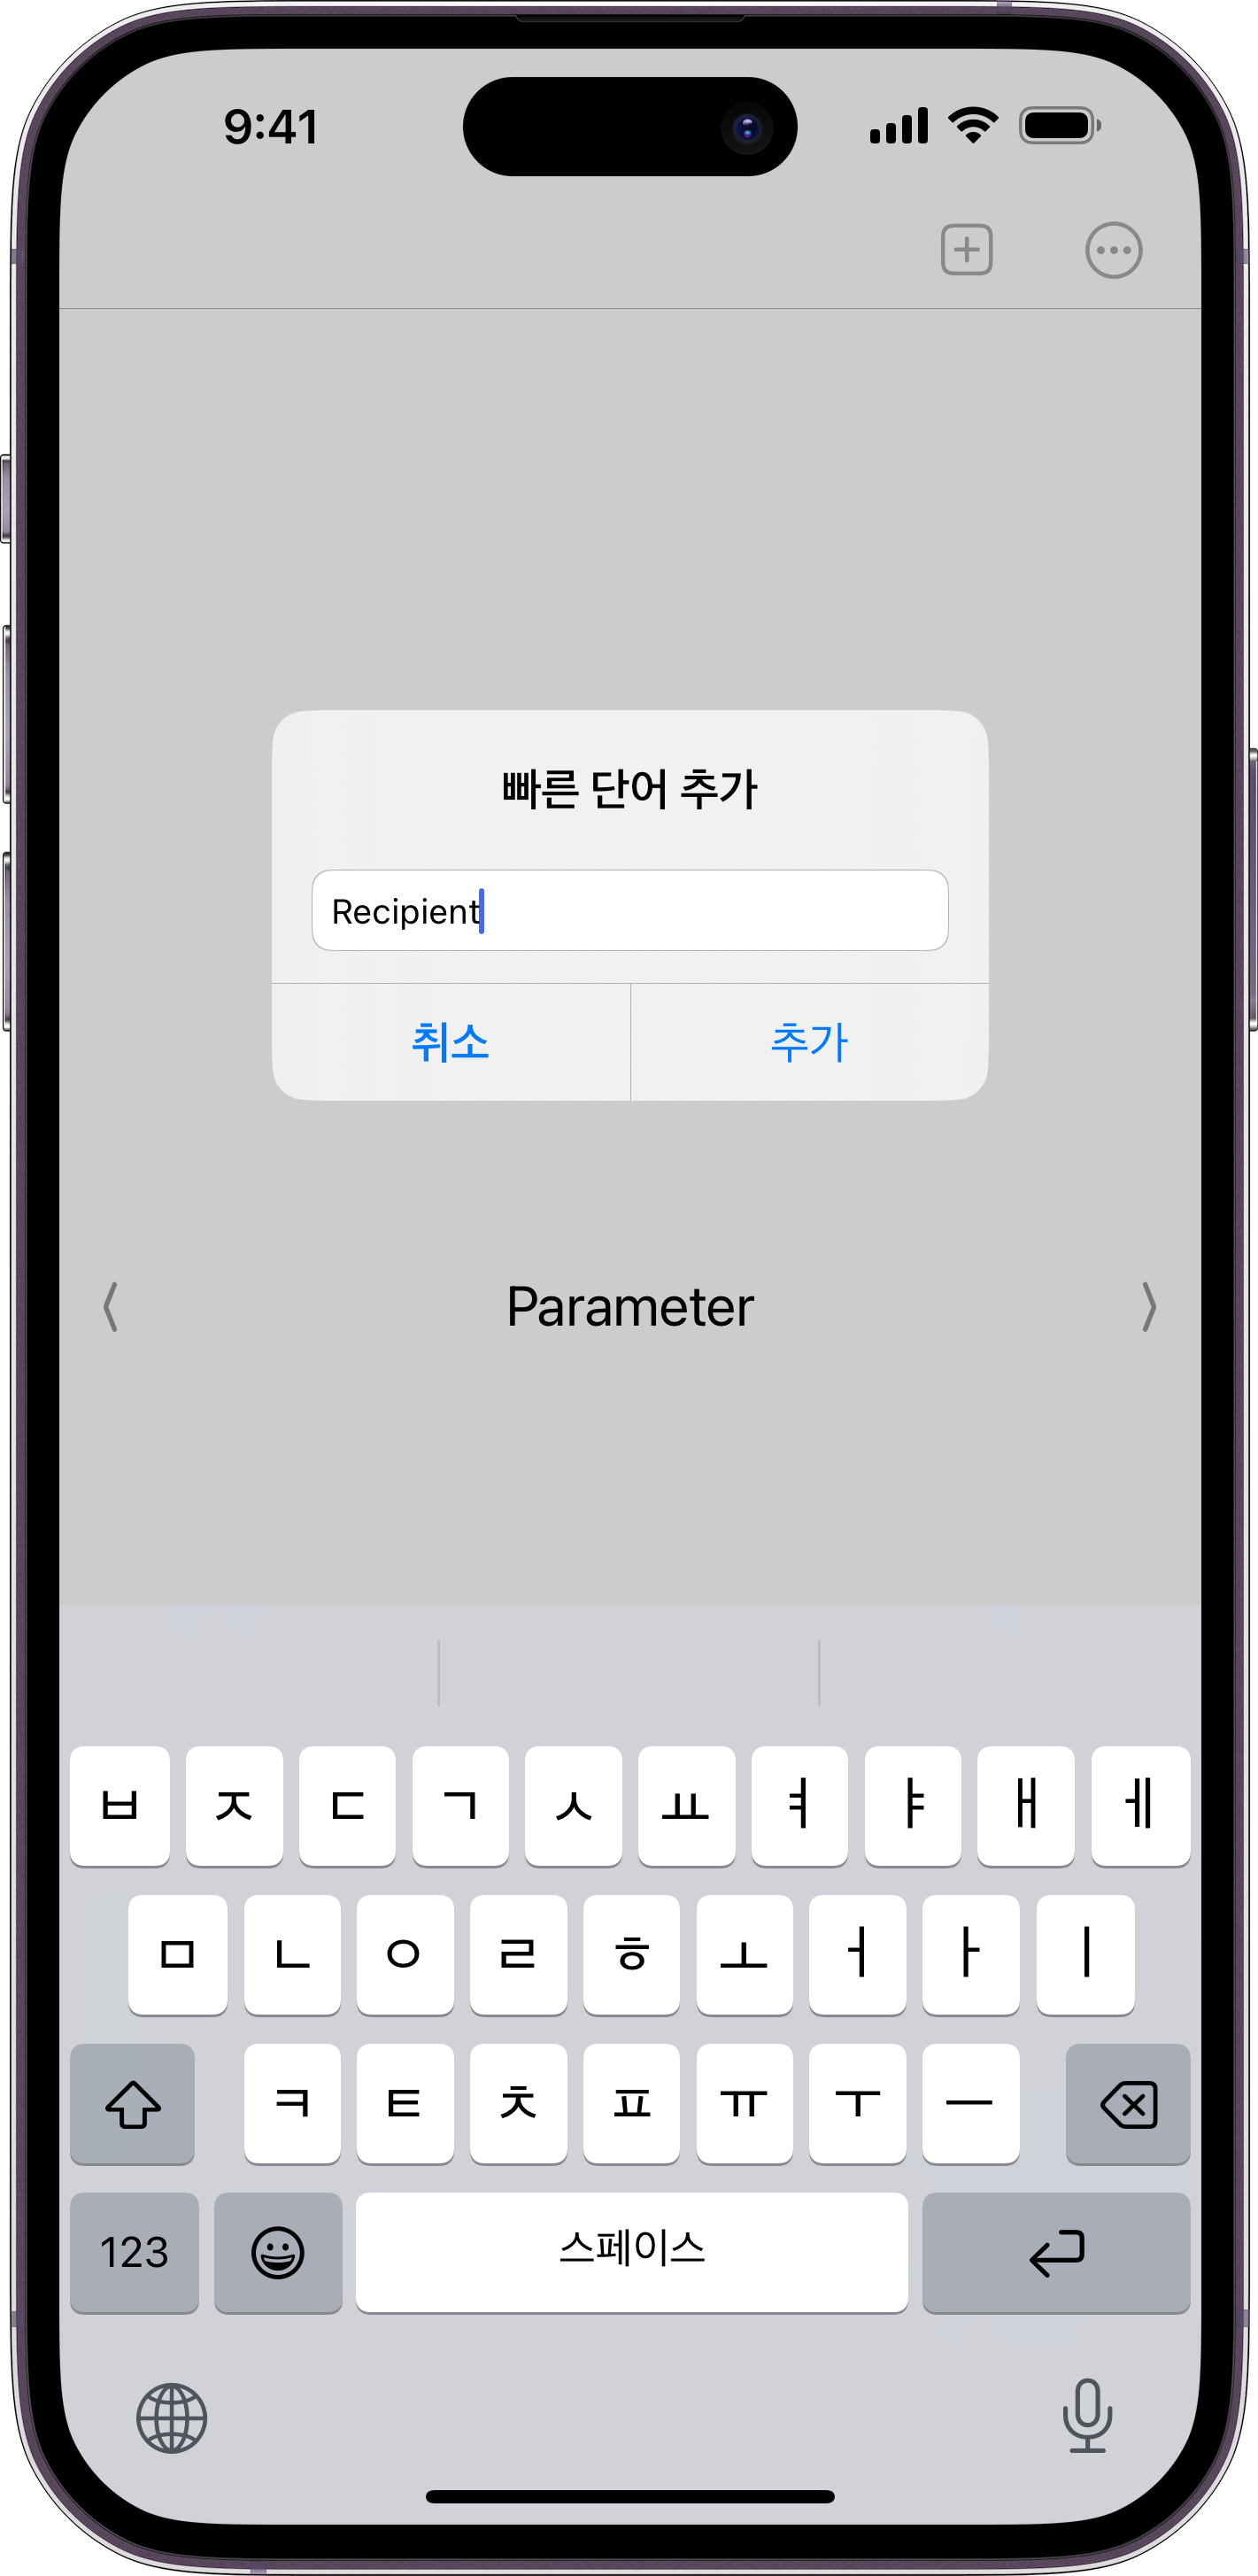 9:41
빠른 단어 추가
Recipient
취소 추가
Parameter
ㅂ ㅈ ㄷ ㄱ ㅅ ㅛ ㅕ ㅑ ㅐ ㅔ
ㅁ ㄴ ㅇ ㄹ ㅎ ㅗ ㅓ ㅏ ㅣ
ㅋ ㅌ ㅊ ㅍ ㅠ ㅜ ㅡ
123 스페이스